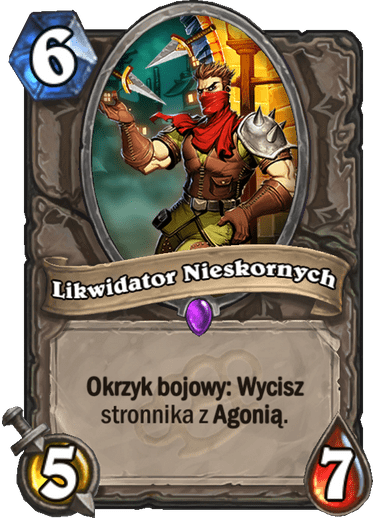 6
Likwidator Nieskornych
Okrzyk bojowy: Wycisz
stronnika z Agonią.
5
7